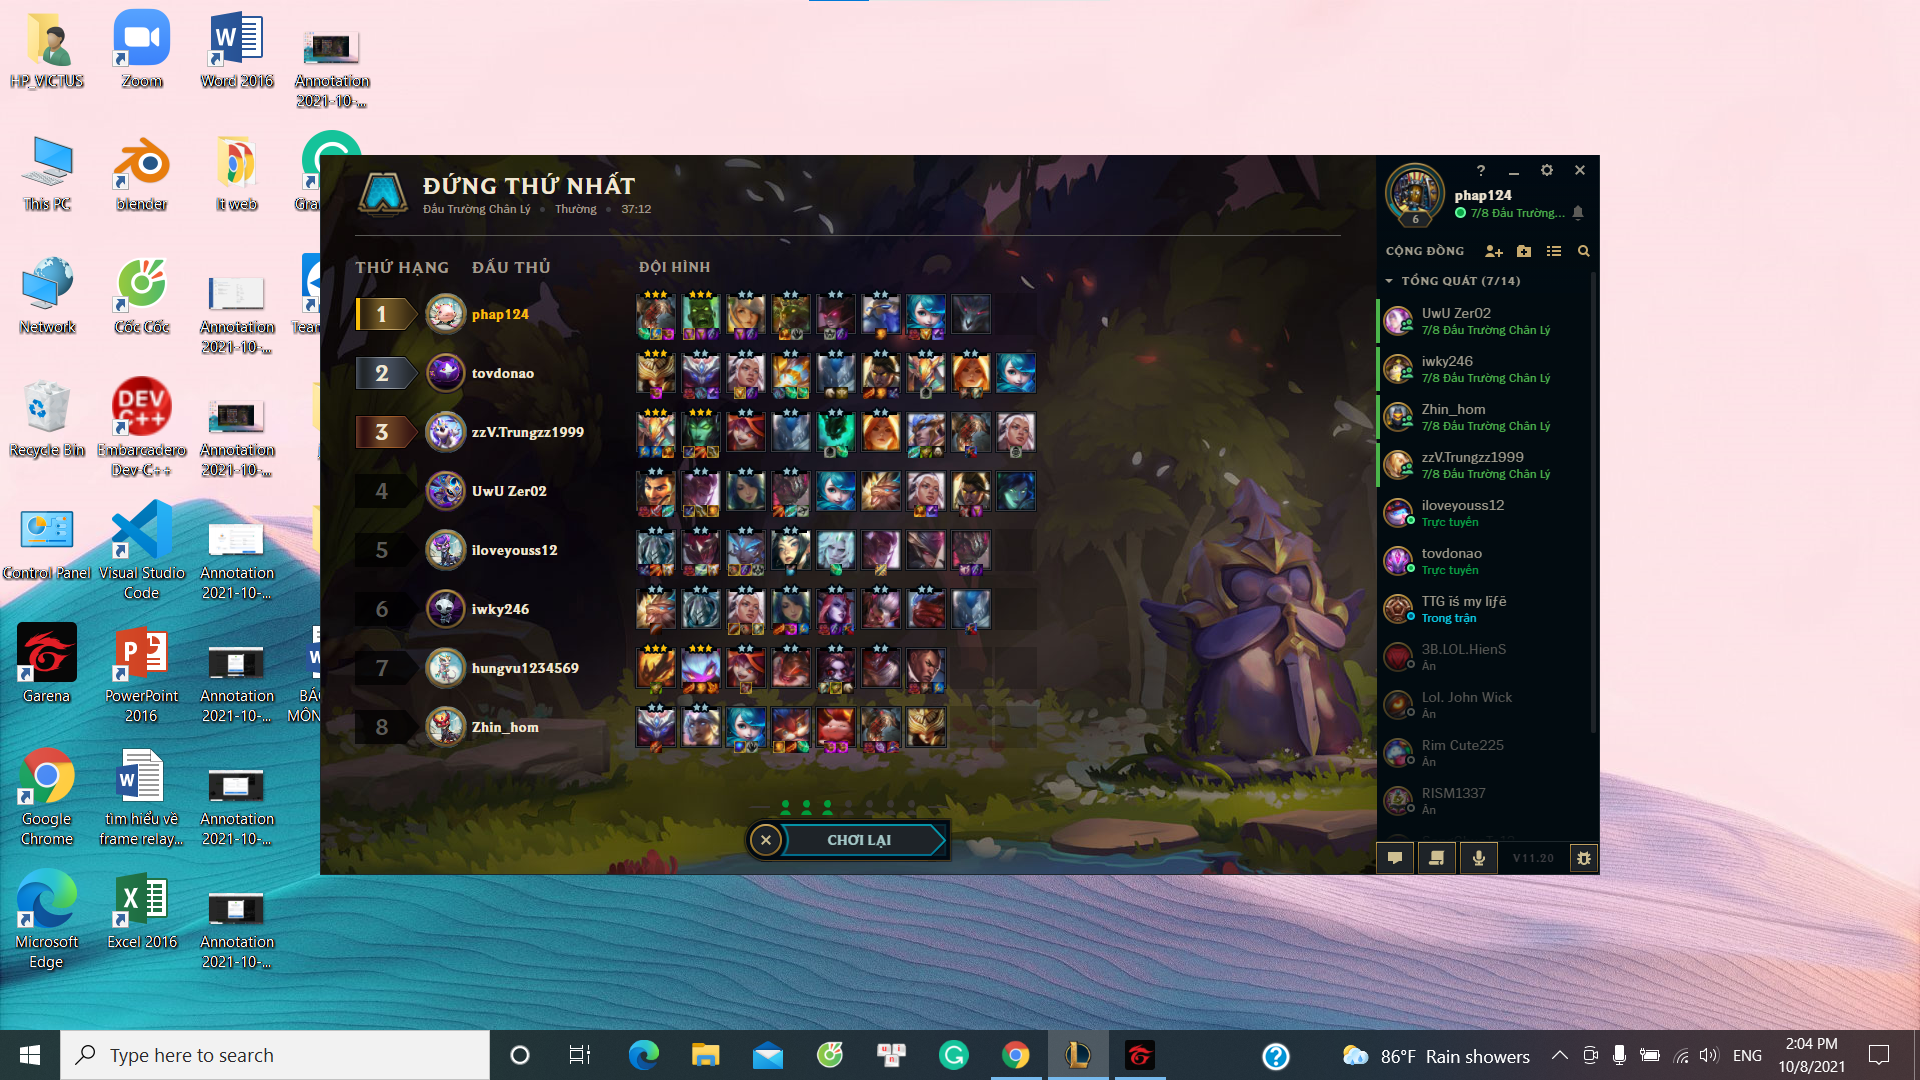 HP_VICTUS
Zoom
Word 2016
Annotation
2021-10-...
This PC
blender
lt web
Network
Cốc Cốc
Annotation
2021-10-...
Recycle Bin
Embarcadero
Dev-C++
Annotation
2021-10-...
Control Panel
Visual Studio
Code
Annotation
2021-10-...
Garena
PowerPoint
2016
Annotation
2021-10-...
Google
Chrome
tìm hiểu về
frame relay...
Annotation
2021-10-...
Microsoft
Edge
Excel 2016
Annotation
2021-10-...
DEV
C++
ĐỨNG THỨ NHẤT
Đấu Trường Chân Lý • Thường • 37:12
THỨ HẠNG ĐẤU THỦ ĐỘI HÌNH
1 phap124
2 tovdonao
3 zzV.Trungzz1999
4 UwU Zer02
5 iloveyouss12
6 iwky246
7 hungvu1234569
8 Zhin_hom
CHƠI LẠI
phap124
6
7/8 Đấu Trường...
CỘNG ĐỒNG
TỔNG QUÁT (7/14)
UwU Zer02
7/8 Đấu Trường Chân Lý
iwky246
7/8 Đấu Trường Chân Lý
Zhin_hom
7/8 Đấu Trường Chân Lý
zzV.Trungzz1999
7/8 Đấu Trường Chân Lý
iloveyouss12
Trực tuyến
tovdonao
Trực tuyến
TTG īś my līƒē
Trong trận
3B.LOL.HienS
Ẩn
Lol. John Wick
Ẩn
Rim Cute225
Ẩn
RISM1337
Ẩn
V11.20
Type here to search
86°F Rain showers
ENG
2:04 PM
10/8/2021